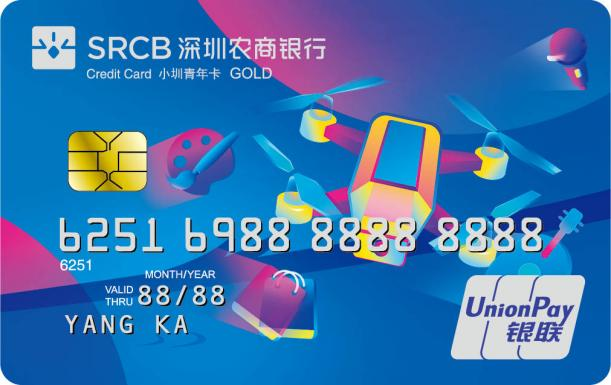 SRCB 深圳农商银行
Credit Card 小圳青年卡 GOLD
6251 6988 8888 8888
6251
MONTH/YEAR
VALID THRU 88/88
YANG KA
UnionPay
银联